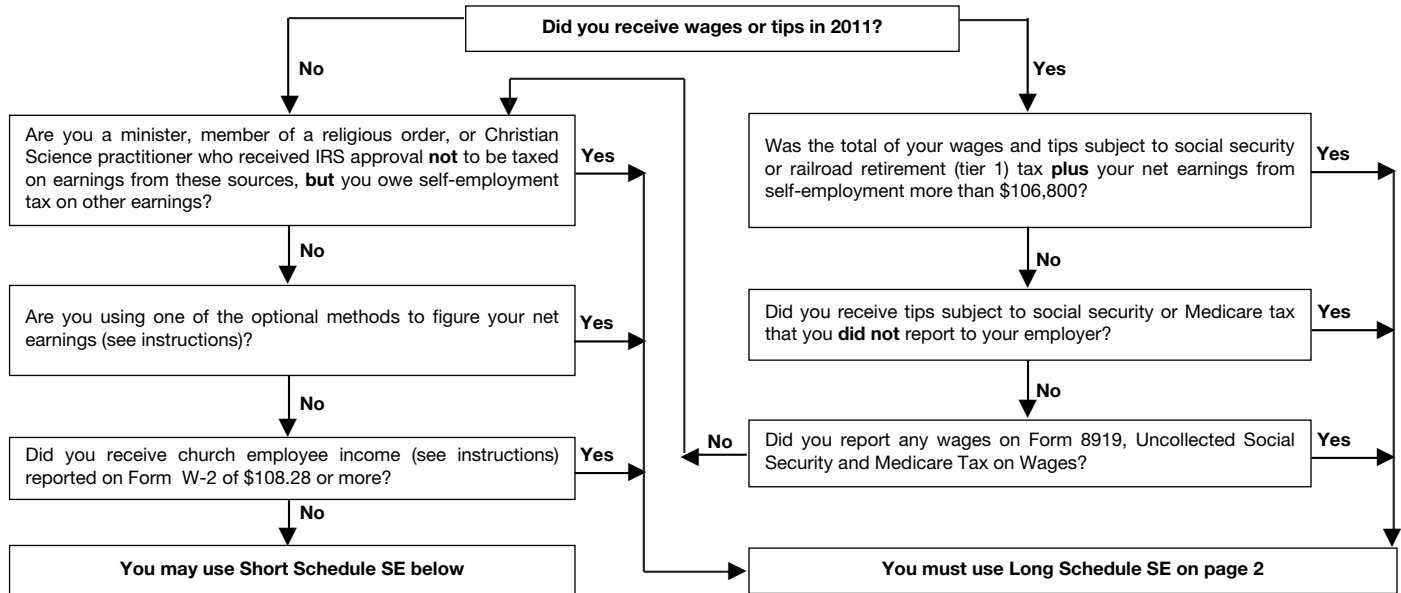 Did you receive wages or tips in 2011?
No
Yes
Are you a minister, member of a religious order, or Christian
Science practitioner who received IRS approval not to be taxed
on earnings from these sources, but you owe self-employment
tax on other earnings?
Yes
Was the total of your wages and tips subject to social security
or railroad retirement (tier 1) tax plus your net earnings from
self-employment more than $106,800?
Yes
No
No
Are you using one of the optional methods to figure your net
earnings (see instructions)?
Yes
Did you receive tips subject to social security or Medicare tax
that you did not report to your employer?
Yes
No
No
Did you receive church employee income (see instructions)
reported on Form W-2 of $108.28 or more?
Yes
No
Did you report any wages on Form 8919, Uncollected Social
Security and Medicare Tax on Wages?
Yes
No
You may use Short Schedule SE below
You must use Long Schedule SE on page 2